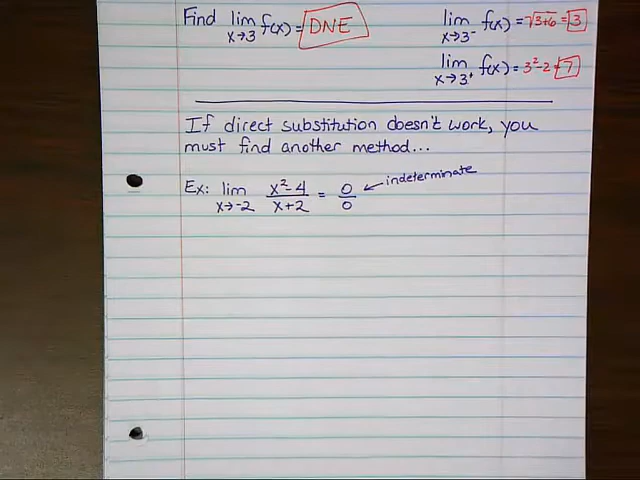 Find lim x→3 f(x) = DNE
lim x→3⁻ f(x) = √3+6 = 3
lim x→3⁺ f(x) = 3²-2 = 7
If direct substitution doesn't work, you
must find another method...
Ex: lim x→-2 x²-4 / x+2 = 0/0 ← indeterminate